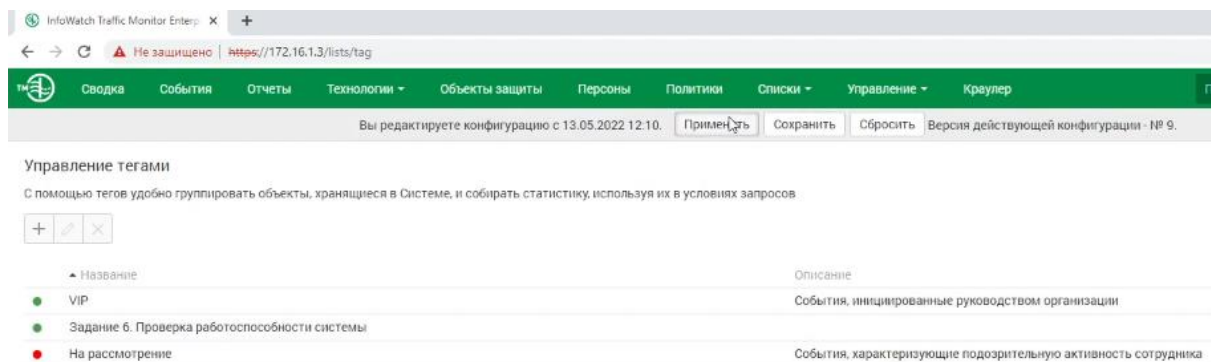 InfoWatch Traffic Monitor Enterp
Не защищено | https://172.16.1.3/lists/tag
TM Сводка События Отчеты Технологии Объекты защиты Персоны Политики Списки Управление Краулер
Вы редактируете конфигурацию с 13.05.2022 12:10. Применить Сохранить Сбросить Версия действующей конфигурации - № 9.
Управление тегами
С помощью тегов удобно группировать объекты, хранящиеся в Системе, и собирать статистику, используя их в условиях запросов
Название Описание
VIP События, инициированные руководством организации
Задание 6. Проверка работоспособности системы
На рассмотрение События, характеризующие подозрительную активность сотрудника